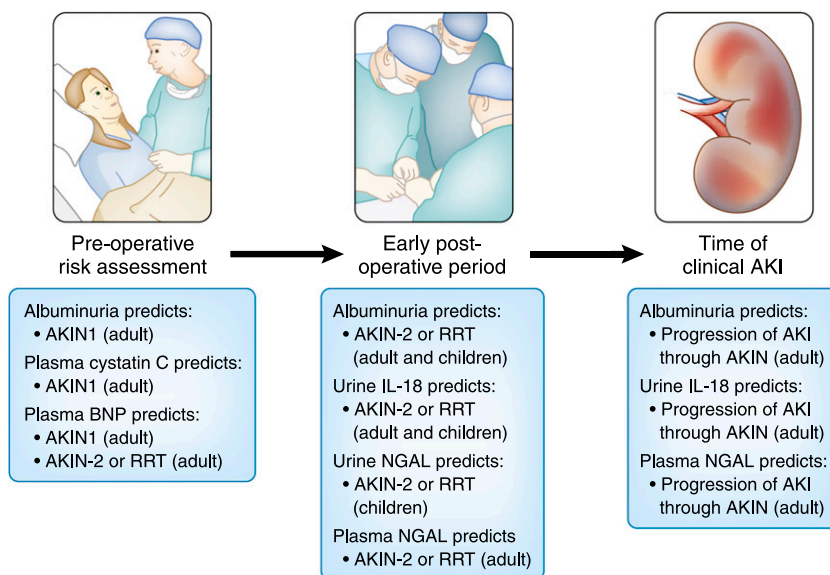 Pre-operative
risk assessment
Albuminuria predicts:
• AKIN1 (adult)
Plasma cystatin C predicts:
• AKIN1 (adult)
Plasma BNP predicts:
• AKIN1 (adult)
• AKIN-2 or RRT (adult)
Early post-
operative period
Albuminuria predicts:
• AKIN-2 or RRT
(adult and children)
Urine IL-18 predicts:
• AKIN-2 or RRT
(adult and children)
Urine NGAL predicts:
• AKIN-2 or RRT
(children)
Plasma NGAL predicts
• AKIN-2 or RRT (adult)
Time of
clinical AKI
Albuminuria predicts:
• Progression of AKI
through AKIN (adult)
Urine IL-18 predicts:
• Progression of AKI
through AKIN (adult)
Plasma NGAL predicts:
• Progression of AKI
through AKIN (adult)